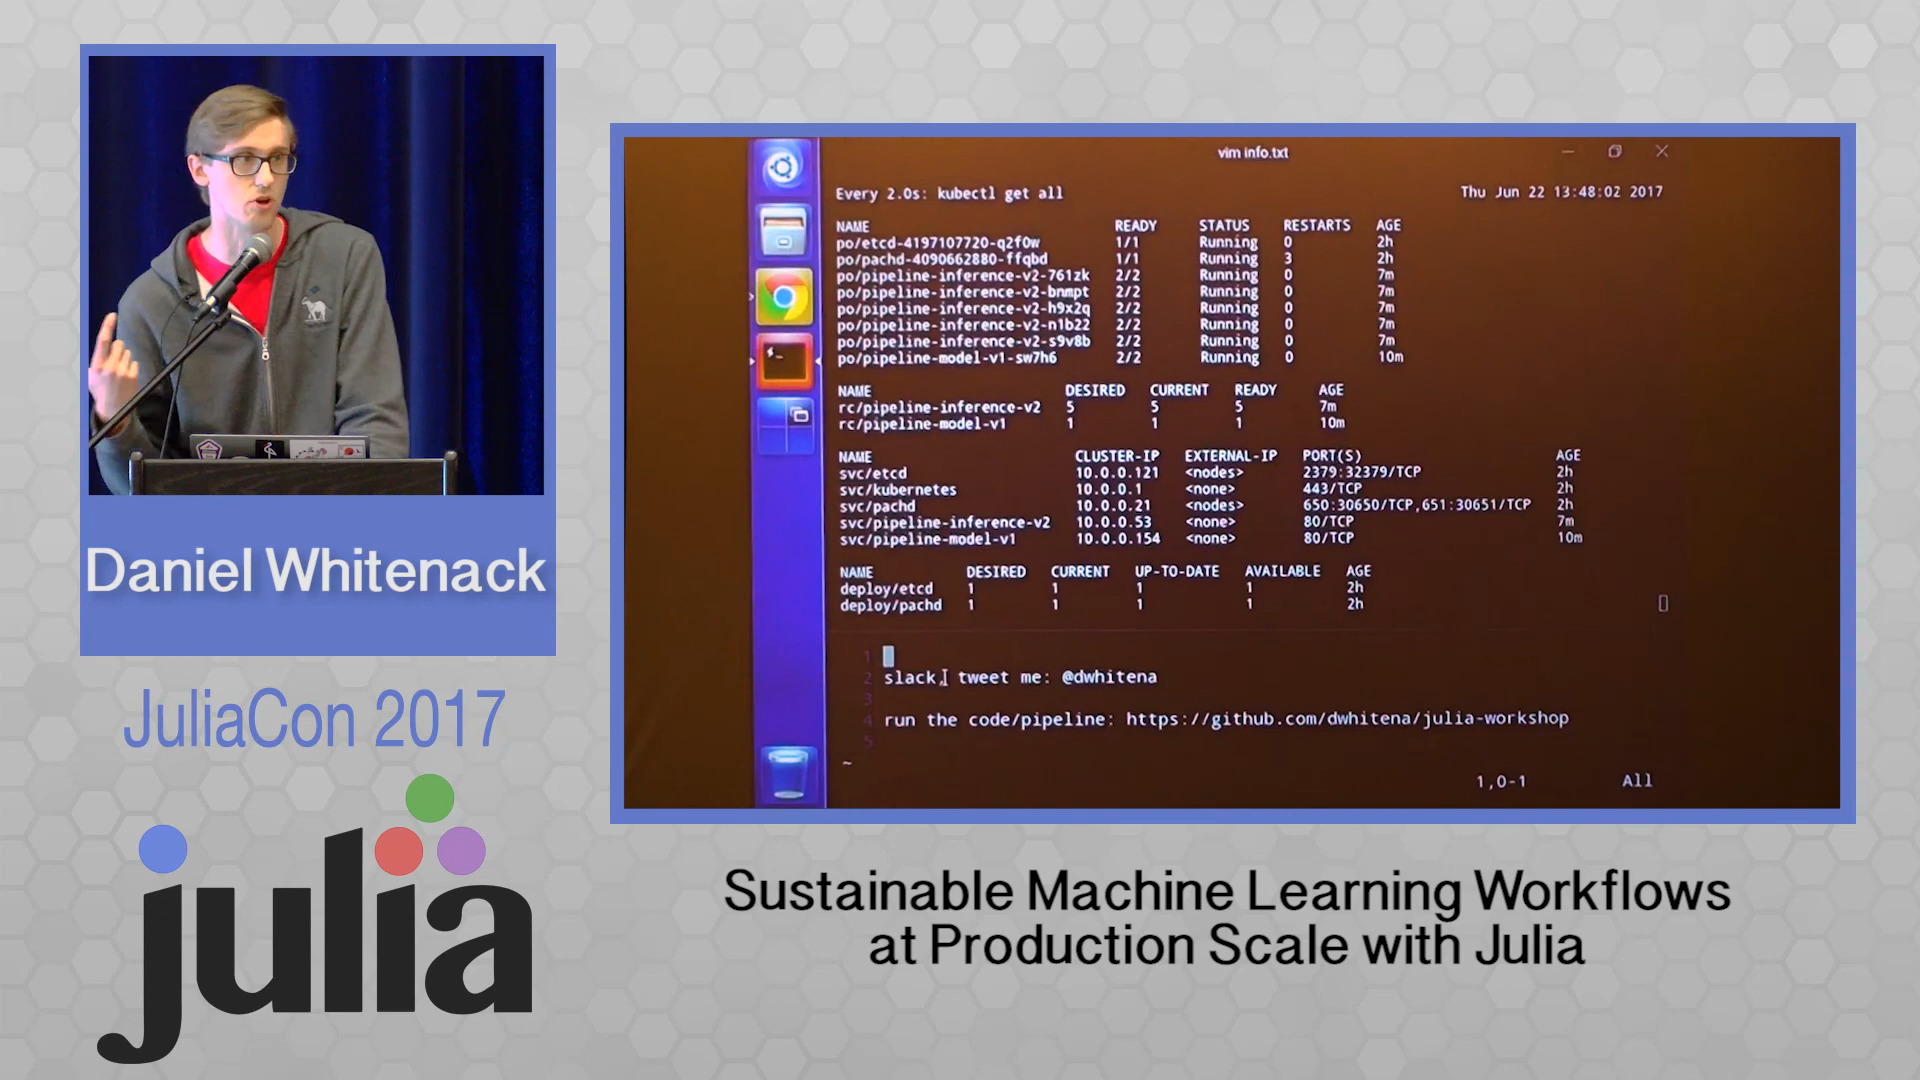 Daniel Whitenack
JuliaCon 2017
julia
vim info.txt
Every 2.0s: kubectl get all Thu Jun 22 13:48:02 2017
NAME READY STATUS RESTARTS AGE
po/etcd-4197107720-q2f0w 1/1 Running 0 2h
po/pachd-4090662880-ffqbd 1/1 Running 3 2h
po/pipeline-inference-v2-761zk 2/2 Running 0 7m
po/pipeline-inference-v2-bnmpt 2/2 Running 0 7m
po/pipeline-inference-v2-h9x2q 2/2 Running 0 7m
po/pipeline-inference-v2-n1b22 2/2 Running 0 7m
po/pipeline-inference-v2-s9v8b 2/2 Running 0 7m
po/pipeline-model-v1-sw7h6 2/2 Running 0 10m
NAME DESIRED CURRENT READY AGE
rc/pipeline-inference-v2 5 5 5 7m
rc/pipeline-model-v1 1 1 1 10m
NAME CLUSTER-IP EXTERNAL-IP PORT(S) AGE
svc/etcd 10.0.0.121 <nodes> 2379:32379/TCP 2h
svc/kubernetes 10.0.0.1 <none> 443/TCP 2h
svc/pachd 10.0.0.21 <nodes> 650:30650/TCP,651:30651/TCP 2h
svc/pipeline-inference-v2 10.0.0.53 <none> 80/TCP 7m
svc/pipeline-model-v1 10.0.0.154 <none> 80/TCP 10m
NAME DESIRED CURRENT UP-TO-DATE AVAILABLE AGE
deploy/etcd 1 1 1 1 2h
deploy/pachd 1 1 1 1 2h
1
2 slack, tweet me: @dwhitena
3
4 run the code/pipeline: https://github.com/dwhitena/julia-workshop
5
~
1,0-1 All
Sustainable Machine Learning Workflows
at Production Scale with Julia